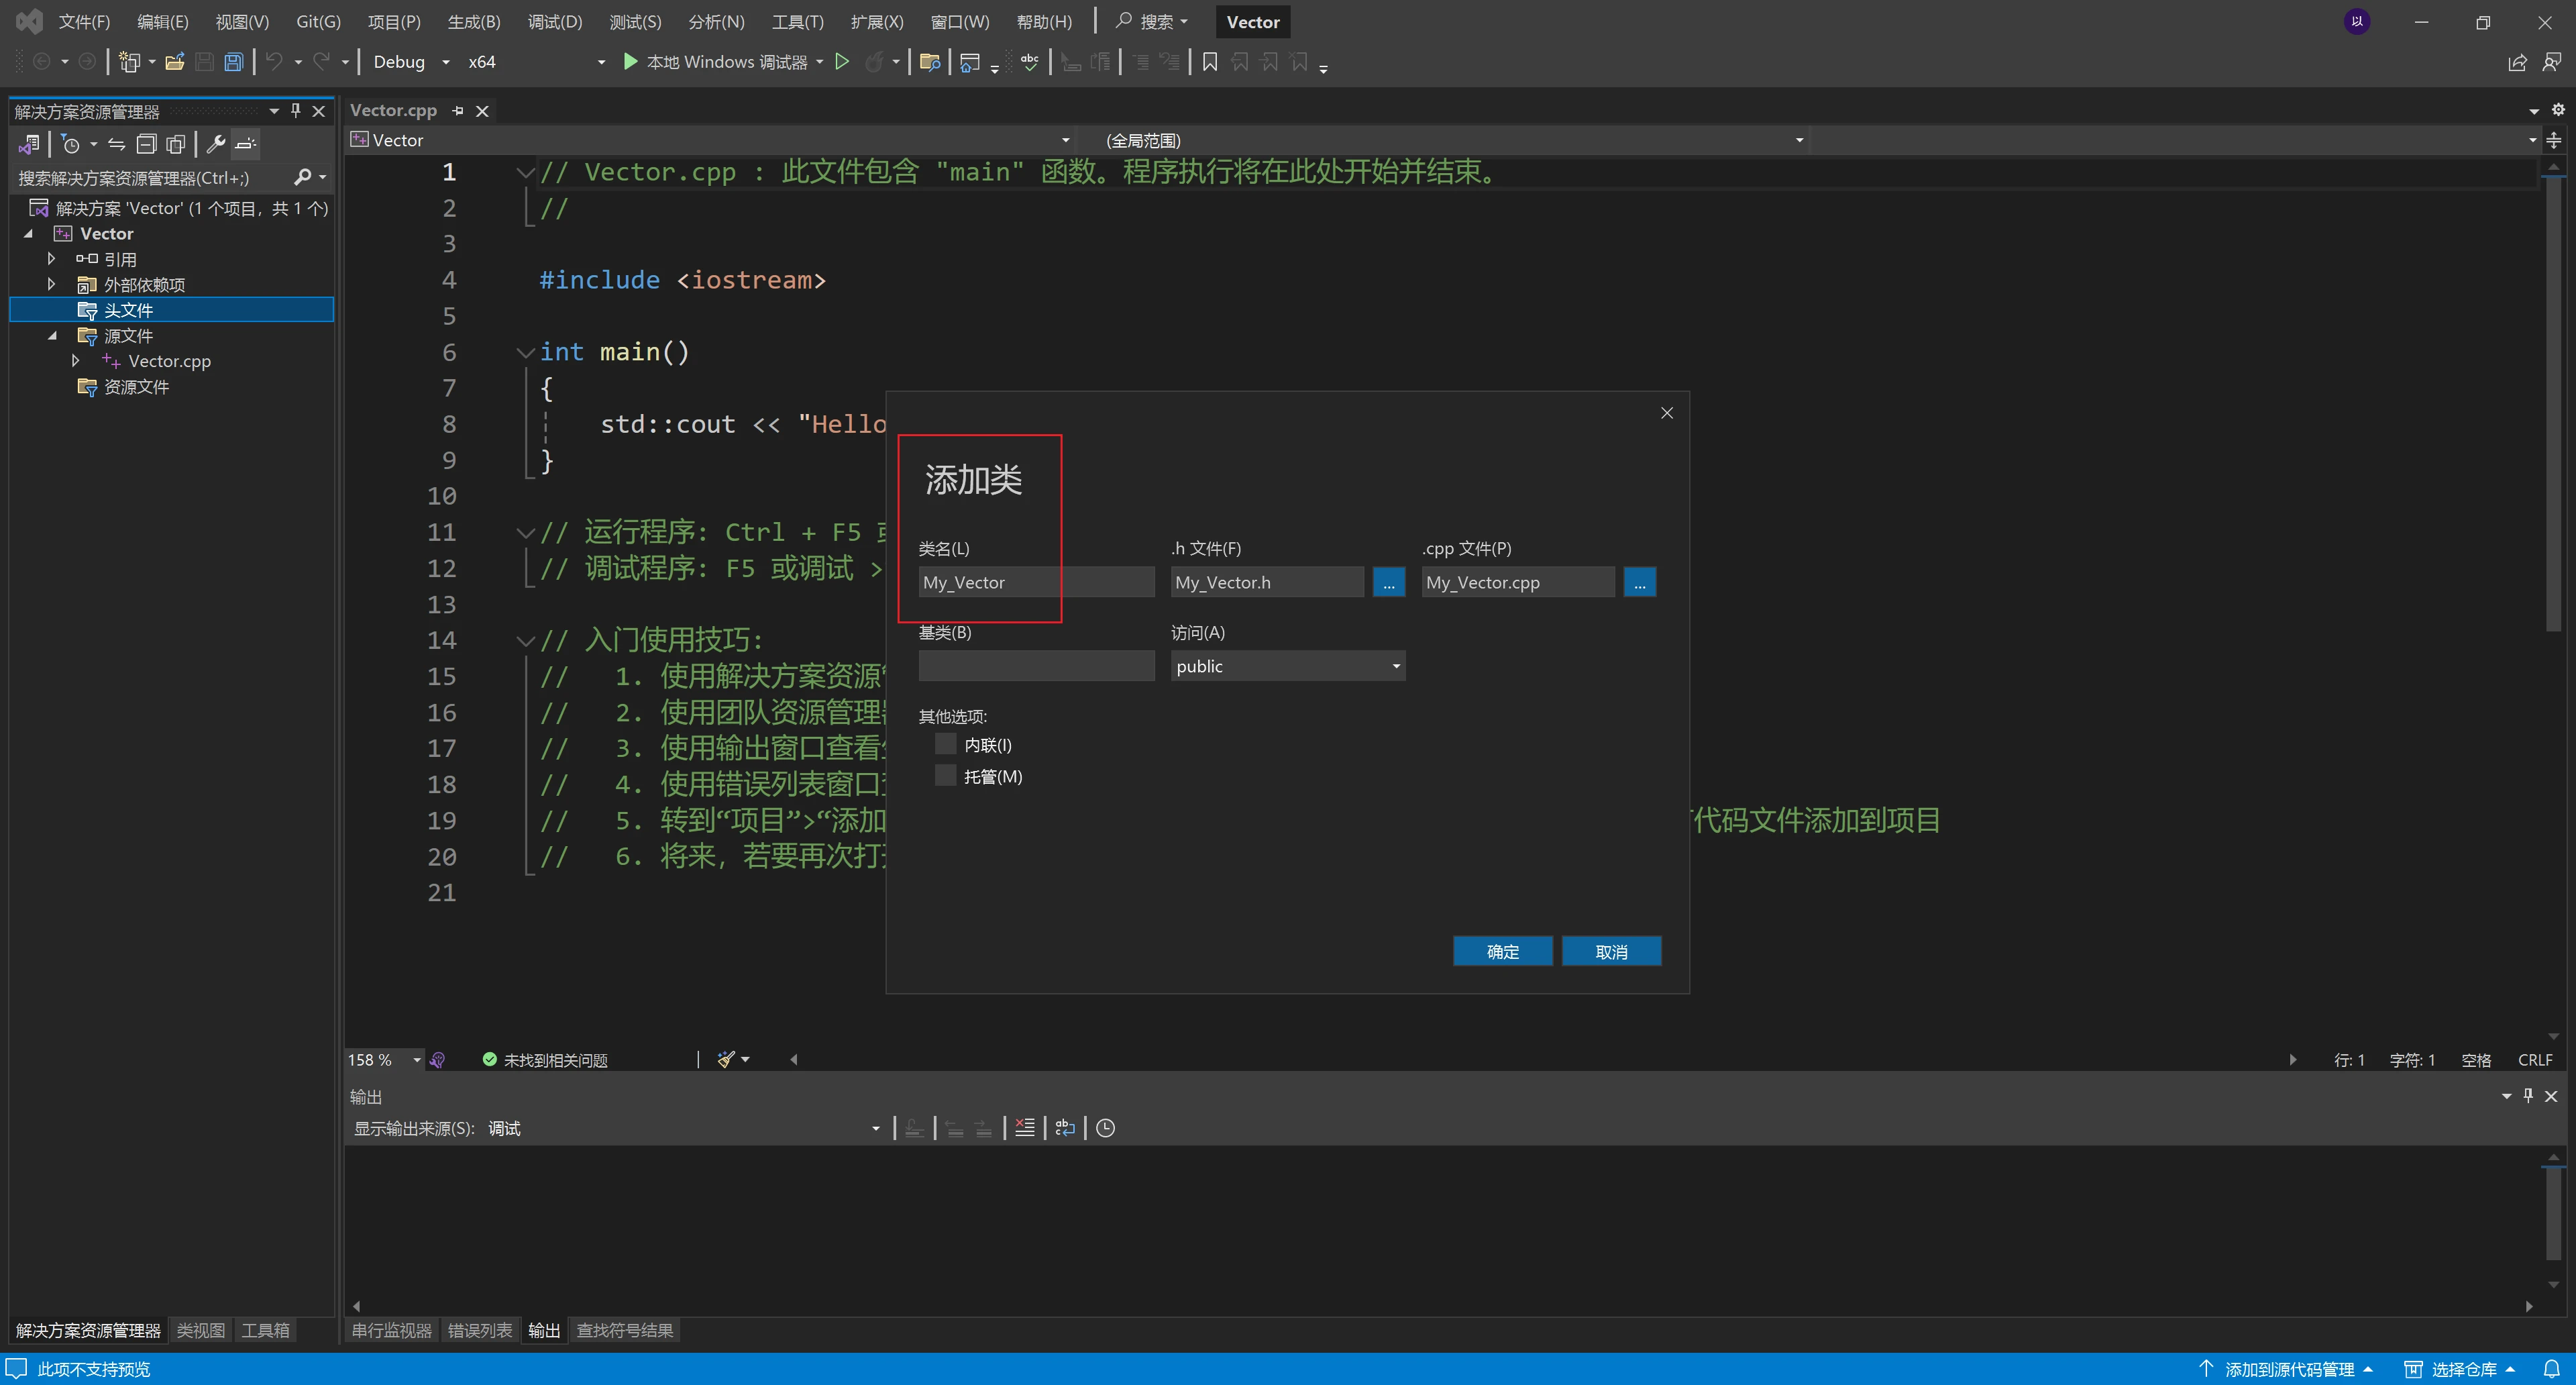 文件(F) 编辑(E) 视图(V) Git(G) 项目(P) 生成(B) 调试(D) 测试(S) 分析(N) 工具(T) 扩展(X) 窗口(W) 帮助(H) 搜索 Vector 以
Debug x64 本地 Windows 调试器 abc
解决方案资源管理器
搜索解决方案资源管理器(Ctrl+;)
解决方案 'Vector' (1 个项目，共 1 个)
Vector
引用
外部依赖项
头文件
源文件
Vector.cpp
资源文件
Vector.cpp
Vector (全局范围)
1 // Vector.cpp : 此文件包含 "main" 函数。程序执行将在此处开始并结束。
2 //
3
4 #include <iostream>
5
6 int main()
7 {
8 std::cout << "Hello
9 }
10
11 // 运行程序: Ctrl + F5 或
12 // 调试程序: F5 或调试 >
13
14 // 入门使用技巧:
15 // 1. 使用解决方案资源
16 // 2. 使用团队资源管理
17 // 3. 使用输出窗口查看
18 // 4. 使用错误列表窗口
19 // 5. 转到“项目”>“添加 代码文件添加到项目
20 // 6. 将来，若要再次打
21
添加类
类名(L) .h 文件(F) .cpp 文件(P)
My_Vector My_Vector.h ... My_Vector.cpp ...
基类(B) 访问(A)
public
其他选项:
内联(I)
托管(M)
确定 取消
158 % 未找到相关问题 行: 1 字符: 1 空格 CRLF
输出
显示输出来源(S): 调试
解决方案资源管理器 类视图 工具箱 串行监视器 错误列表 输出 查找符号结果
此项不支持预览 添加到源代码管理 选择仓库